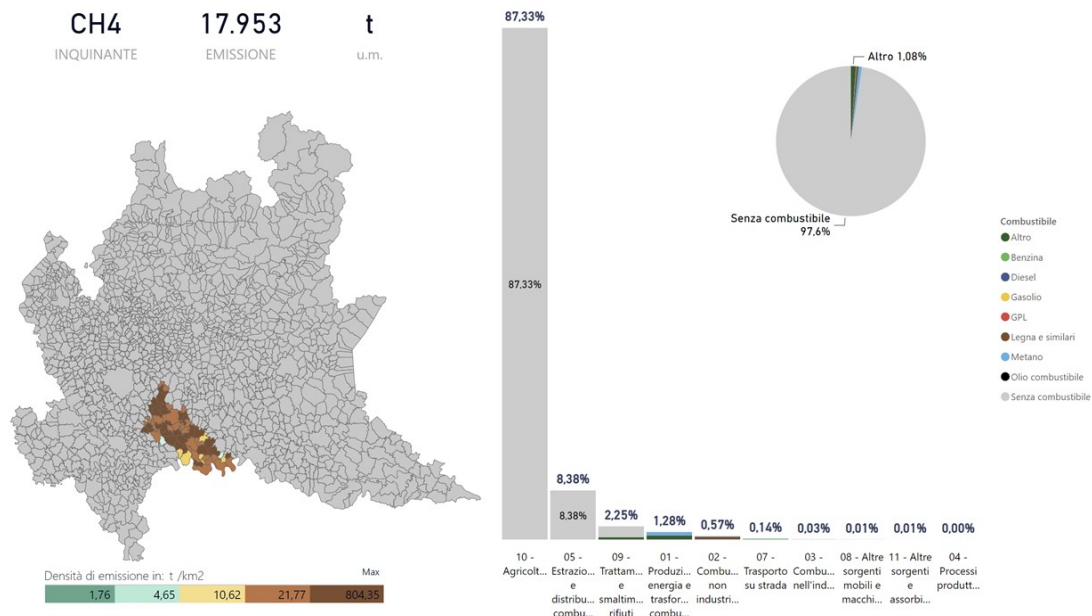 CH4
17.953
t
INQUINANTE
EMISSIONE
u.m.
Densità di emissione in: t /km2
Max
1,76
4,65
10,62
21,77
804,35
87,33%
87,33%
8,38%
8,38%
2,25%
1,28%
0,57%
0,14%
0,03%
0,01%
0,01%
0,00%
10 -
Agricolt...
05 -
Estrazio...
e
distribu...
combu...
09 -
Trattam...
e
smaltim...
rifiuti
01 -
Produzi...
energia e
trasfor...
combu...
02 -
Combu...
non
industri...
07 -
Trasporto
su strada
03 -
Combu...
nell'ind...
08 - Altre
sorgenti
mobili e
macchi...
11 - Altre
sorgenti
e
assorbi...
04 -
Processi
produtt...
Altro 1,08%
Senza combustibile
97,6%
Combustibile
Altro
Benzina
Diesel
Gasolio
GPL
Legna e similari
Metano
Olio combustibile
Senza combustibile